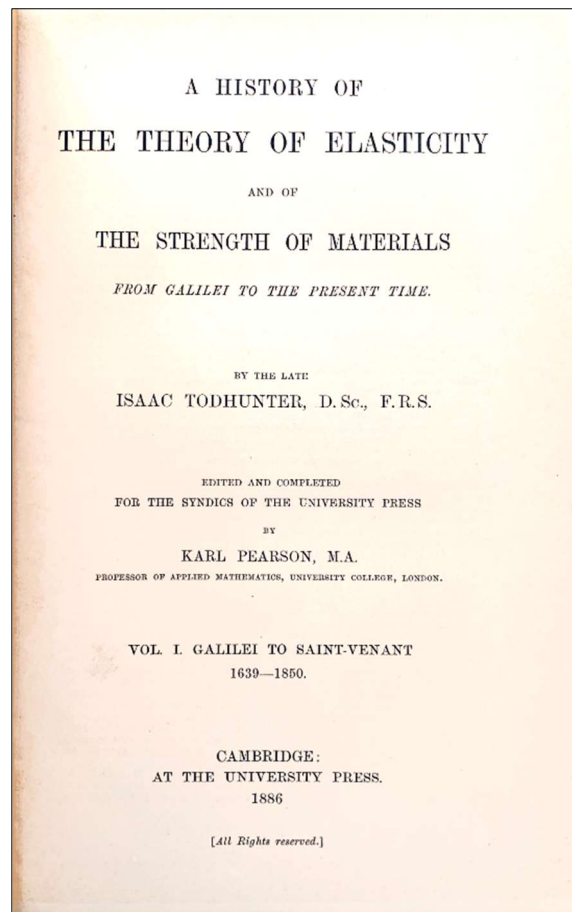 A HISTORY OF
THE THEORY OF ELASTICITY
AND OF
THE STRENGTH OF MATERIALS
FROM GALILEI TO THE PRESENT TIME.
BY THE LATE
ISAAC TODHUNTER, D. Sc., F.R.S.
EDITED AND COMPLETED
FOR THE SYNDICS OF THE UNIVERSITY PRESS
BY
KARL PEARSON, M.A.
PROFESSOR OF APPLIED MATHEMATICS, UNIVERSITY COLLEGE, LONDON.
VOL. I. GALILEI TO SAINT-VENANT
1639—1850.
CAMBRIDGE:
AT THE UNIVERSITY PRESS.
1886
[All Rights reserved.]